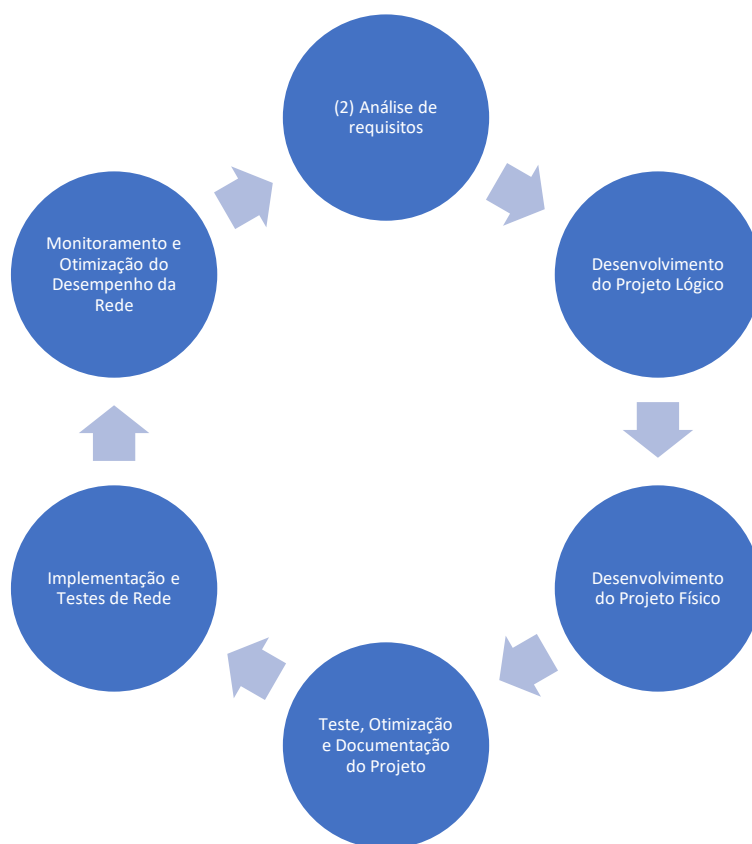 (2) Análise de
requisitos
Desenvolvimento
do Projeto Lógico
Desenvolvimento
do Projeto Físico
Teste, Otimização
e Documentação
do Projeto
Implementação e
Testes de Rede
Monitoramento e
Otimização do
Desempenho da
Rede